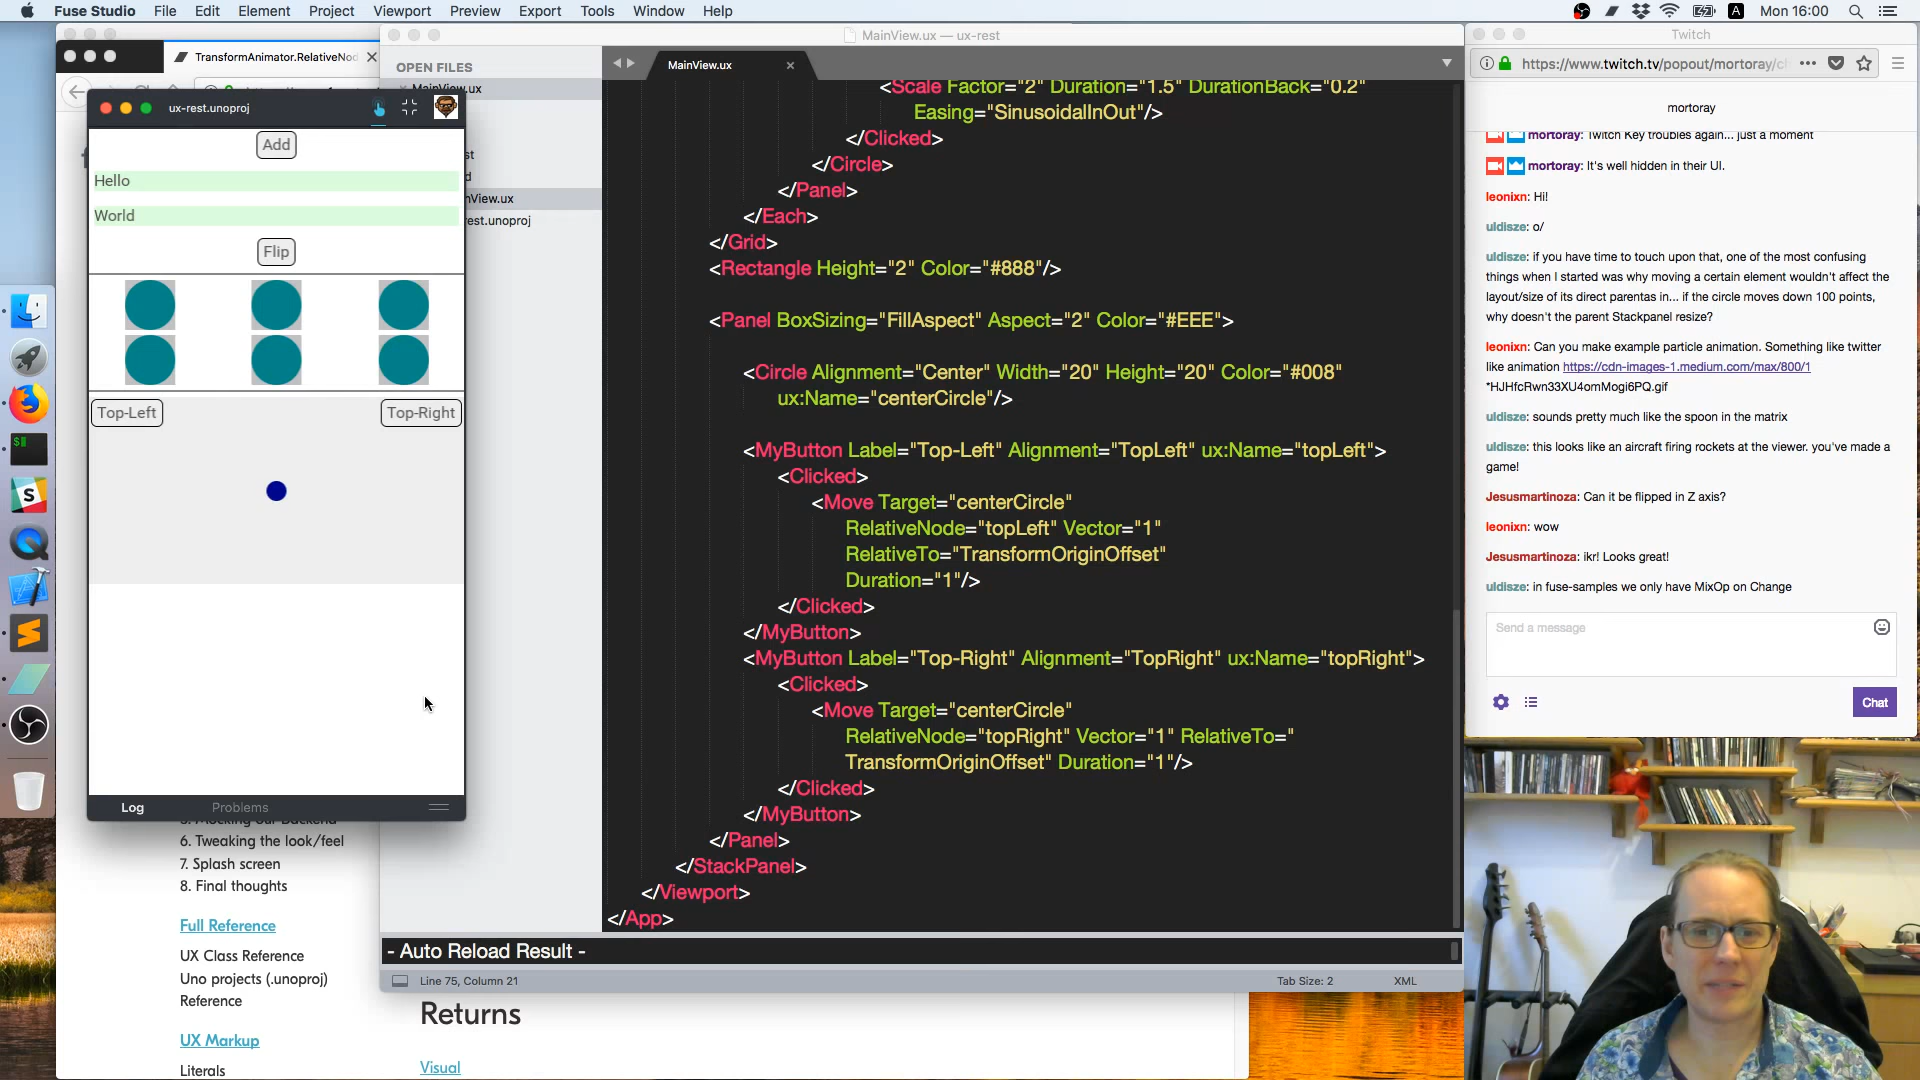 Fuse Studio File Edit Element Project Viewport Preview Export Tools Window Help
A Mon 16:00
TransformAnimator.RelativeNod
ux-rest.unoproj
Add
Hello
World
Flip
Top-Left Top-Right
Log Problems
6. Tweaking the look/feel
7. Splash screen
8. Final thoughts
Full Reference
UX Class Reference
Uno projects (.unoproj)
Reference
UX Markup
Literals
MainView.ux — ux-rest
OPEN FILES
MainView.ux
<Scale Factor="2" Duration="1.5" DurationBack="0.2"
Easing="SinusoidalInOut"/>
</Clicked>
</Circle>
</Panel>
</Each>
</Grid>
<Rectangle Height="2" Color="#888"/>
<Panel BoxSizing="FillAspect" Aspect="2" Color="#EEE">
<Circle Alignment="Center" Width="20" Height="20" Color="#008"
ux:Name="centerCircle"/>
<MyButton Label="Top-Left" Alignment="TopLeft" ux:Name="topLeft">
<Clicked>
<Move Target="centerCircle"
RelativeNode="topLeft" Vector="1"
RelativeTo="TransformOriginOffset"
Duration="1"/>
</Clicked>
</MyButton>
<MyButton Label="Top-Right" Alignment="TopRight" ux:Name="topRight">
<Clicked>
<Move Target="centerCircle"
RelativeNode="topRight" Vector="1" RelativeTo="
TransformOriginOffset" Duration="1"/>
</Clicked>
</MyButton>
</Panel>
</StackPanel>
</Viewport>
</App>
- Auto Reload Result -
Line 75, Column 21 Tab Size: 2 XML
Returns
Visual
Twitch
https://www.twitch.tv/popout/mortoray/ch
mortoray
mortoray: Twitch Key troubles again... just a moment
mortoray: It's well hidden in their UI.
leonixn: Hi!
uldisze: o/
uldisze: if you have time to touch upon that, one of the most confusing
things when I started was why moving a certain element wouldn't affect the
layout/size of its direct parentas in... if the circle moves down 100 points,
why doesn't the parent Stackpanel resize?
leonixn: Can you make example particle animation. Something like twitter
like animation https://cdn-images-1.medium.com/max/800/1
*HJHfcRwn33XU4omMogi6PQ.gif
uldisze: sounds pretty much like the spoon in the matrix
uldisze: this looks like an aircraft firing rockets at the viewer. you've made a
game!
Jesusmartinoza: Can it be flipped in Z axis?
leonixn: wow
Jesusmartinoza: ikr! Looks great!
uldisze: in fuse-samples we only have MixOp on Change
Send a message
Chat